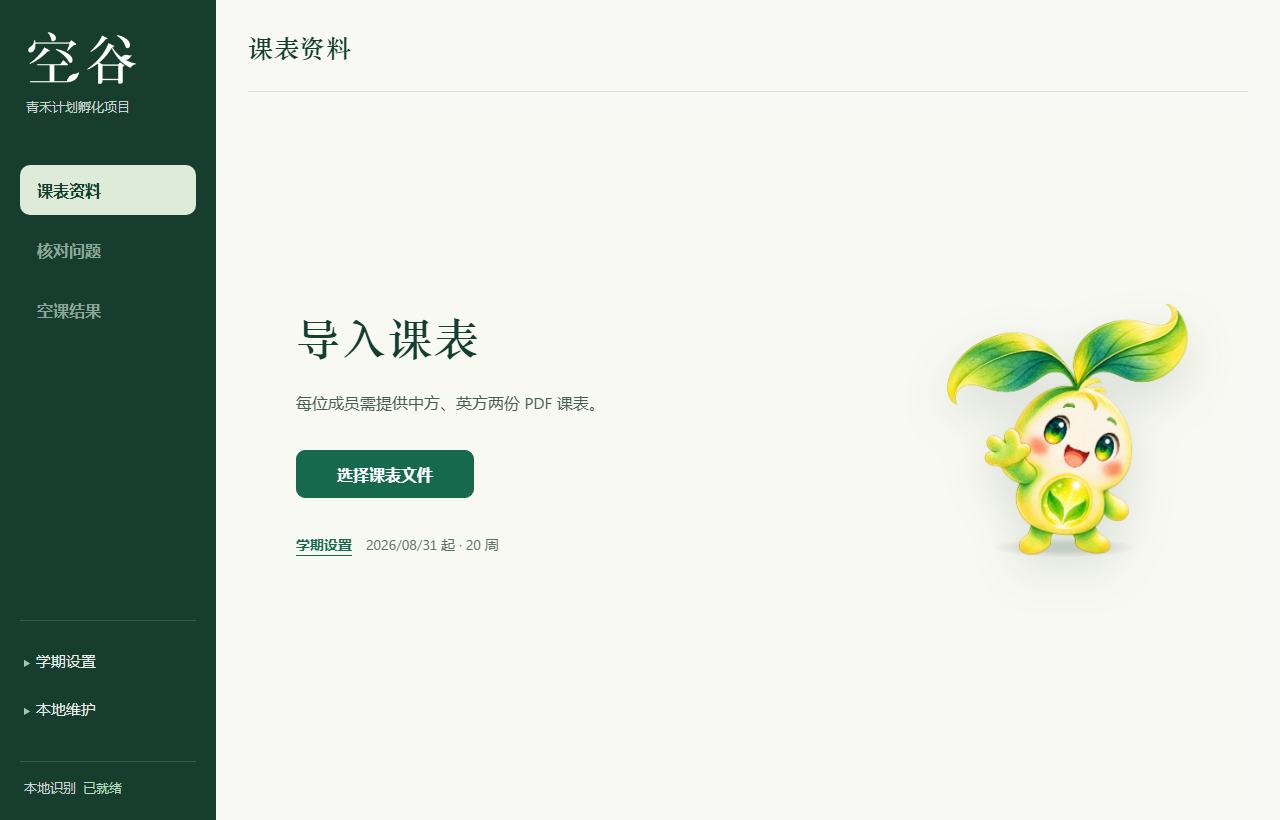 空谷
青禾计划孵化项目
课表资料
核对问题
空课结果
学期设置
本地维护
本地识别 已就绪
课表资料
导入课表
每位成员需提供中方、英方两份 PDF 课表。
选择课表文件
学期设置 2026/08/31 起 · 20 周